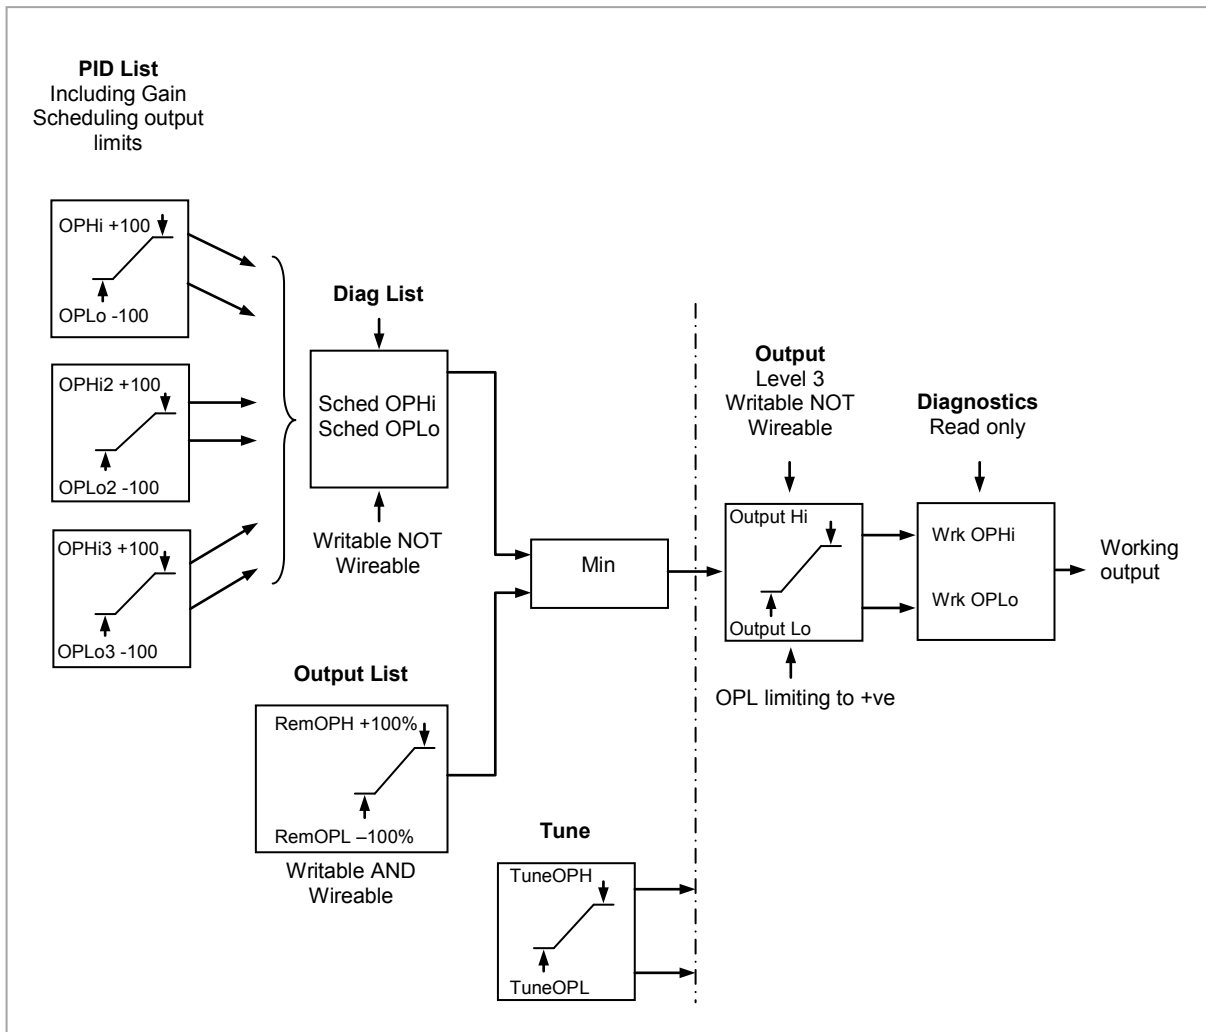 PID List
Including Gain
Scheduling output
limits
OPHi +100
OPLo -100
OPHi2 +100
OPLo2 -100
OPHi3 +100
OPLo3 -100
Diag List
Sched OPHi
Sched OPLo
Writable NOT
Wireable
Output List
RemOPH +100%
RemOPL –100%
Writable AND
Wireable
Min
Tune
TuneOPH
TuneOPL
Output
Level 3
Writable NOT
Wireable
Output Hi
Output Lo
OPL limiting to +ve
Diagnostics
Read only
Wrk OPHi
Wrk OPLo
Working
output